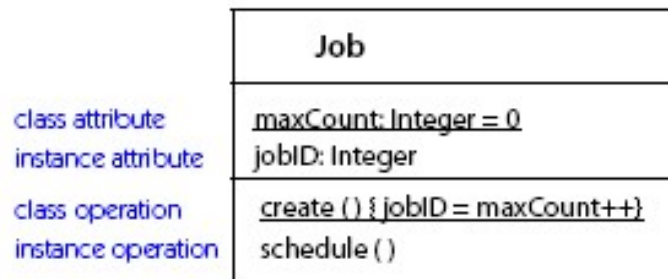 Job
class attribute maxCount: Integer = 0
instance attribute jobID: Integer
class operation create () { jobID = maxCount++}
instance operation schedule ()